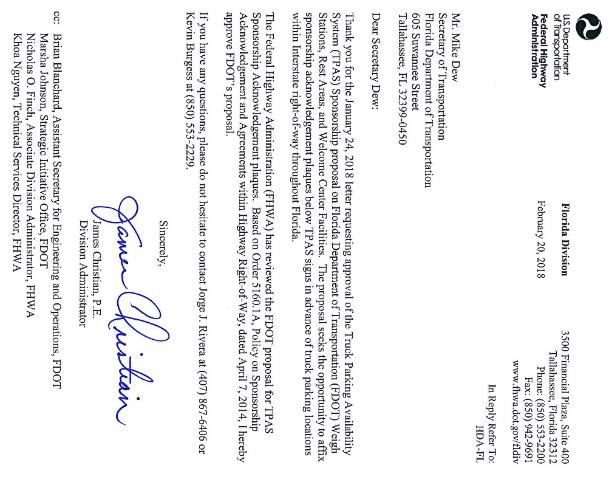 U.S. Department
of Transportation
Federal Highway
Administration
Florida Division
February 20, 2018
3500 Financial Plaza, Suite 400
Tallahassee, Florida 32312
Phone: (850) 553-2200
Fax: (850) 942-9691
www.fhwa.dot.gov/fldiv
In Reply Refer To:
HDA-FL
Mr. Mike Dew
Secretary of Transportation
Florida Department of Transportation
605 Suwannee Street
Tallahassee, FL 32399-0450
Dear Secretary Dew:
Thank you for the January 24, 2018 letter requesting approval of the Truck Parking Availability
System (TPAS) Sponsorship proposal on Florida Department of Transportation (FDOT) Weigh
Stations, Rest Areas, and Welcome Center Facilities. The proposal seeks the opportunity to affix
sponsorship acknowledgement plaques below TPAS signs in advance of truck parking locations
within Interstate right-of-way throughout Florida.
The Federal Highway Administration (FHWA) has reviewed the FDOT proposal for TPAS
Sponsorship Acknowledgement plaques. Based on Order 5160.1A, Policy on Sponsorship
Acknowledgement and Agreements within Highway Right-of-Way, dated April 7, 2014, I hereby
approve FDOT's proposal.
If you have any questions, please do not hesitate to contact Jorge J. Rivera at (407) 867-6406 or
Kevin Burgess at (850) 553-2229.
Sincerely,
James Christian
James Christian, P.E.
Division Administrator
cc: Brian Blanchard, Assistant Secretary for Engineering and Operations, FDOT
Marsha Johnson, Strategic Initiative Office, FDOT
Nicholas O. Finch, Associate Division Administrator, FHWA
Khoa Nguyen, Technical Services Director, FHWA